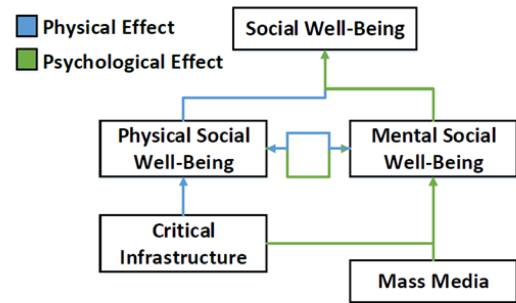 Physical Effect
Psychological Effect
Social Well-Being
Physical Social
Well-Being
Mental Social
Well-Being
Critical
Infrastructure
Mass Media